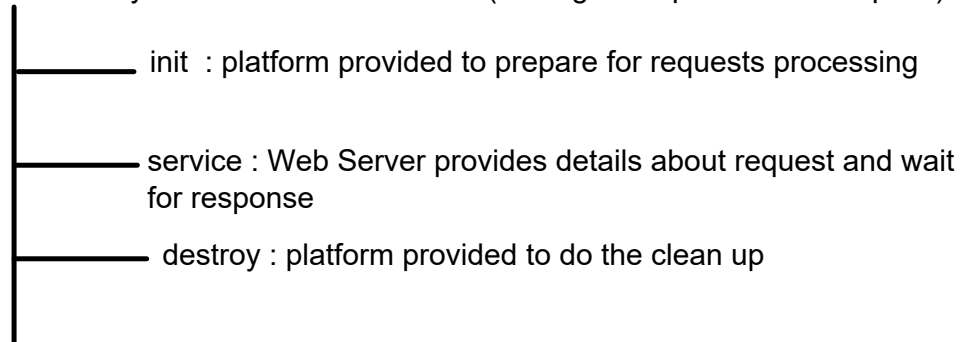 init : platform provided to prepare for requests processing
service : Web Server provides details about request and wait
for response
destroy : platform provided to do the clean up